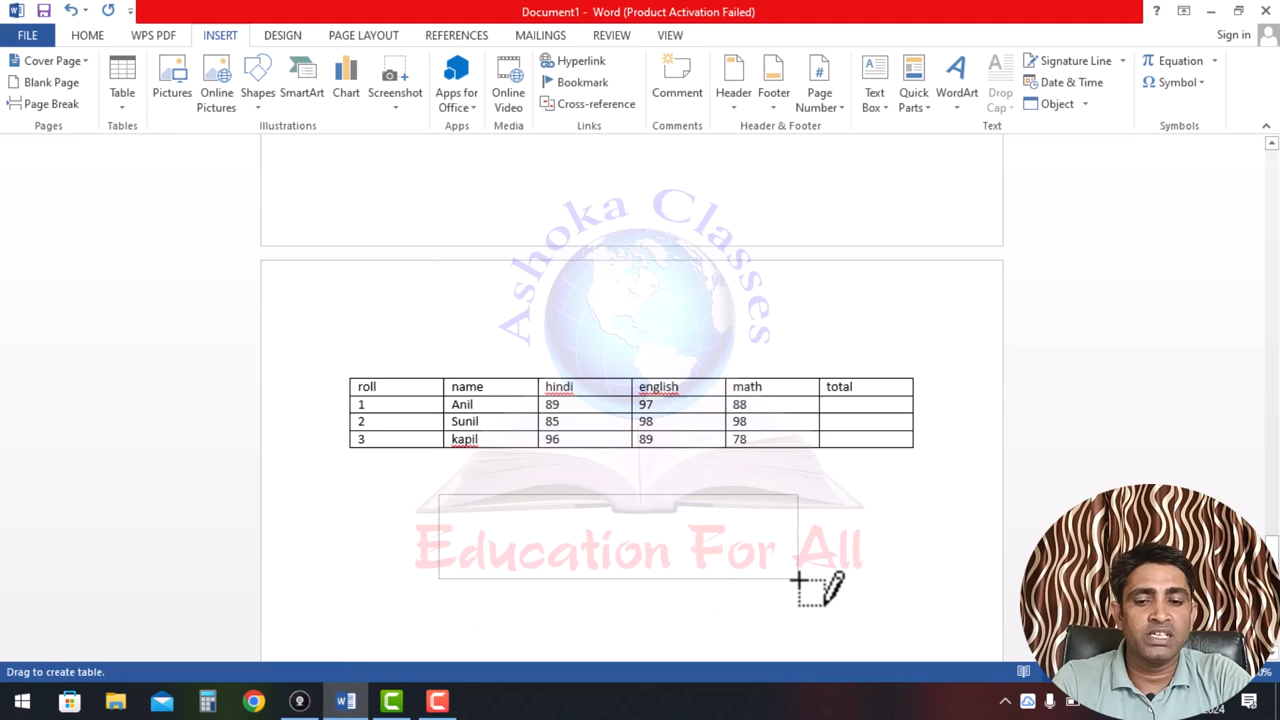 Document1 - Word (Product Activation Failed)
FILE HOME WPS PDF INSERT DESIGN PAGE LAYOUT REFERENCES MAILINGS REVIEW VIEW Sign in
Cover Page
Blank Page
Page Break
Pages
Table
Tables
Pictures
Online Pictures
Shapes
SmartArt
Chart
Screenshot
Illustrations
Apps for Office
Apps
Online Video
Media
Hyperlink
Bookmark
Cross-reference
Links
Comment
Comments
Header
Footer
Page Number
Header & Footer
Text Box
Quick Parts
WordArt
Drop Cap
Signature Line
Date & Time
Object
Text
Equation
Symbol
Symbols
Ashoka Classes
roll name hindi english math total
1 Anil 89 97 88
2 Sunil 85 98 98
3 kapil 96 89 78
Education For All
Drag to create table.